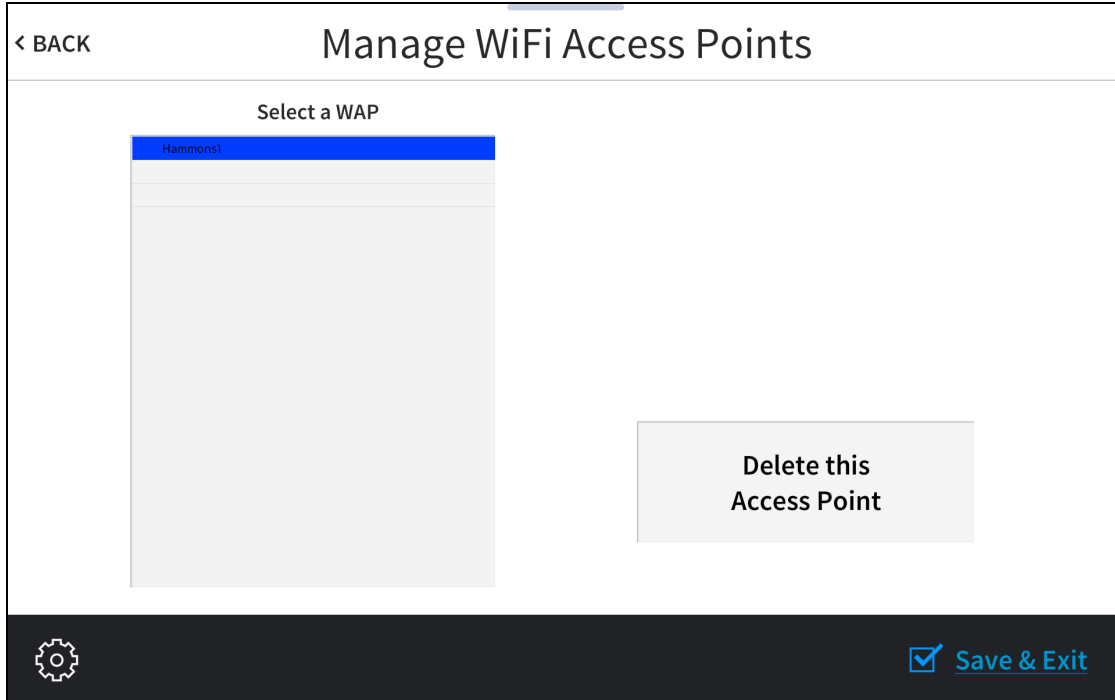 < BACK
Manage WiFi Access Points
Select a WAP
Hammons1
Delete this
Access Point
Save & Exit